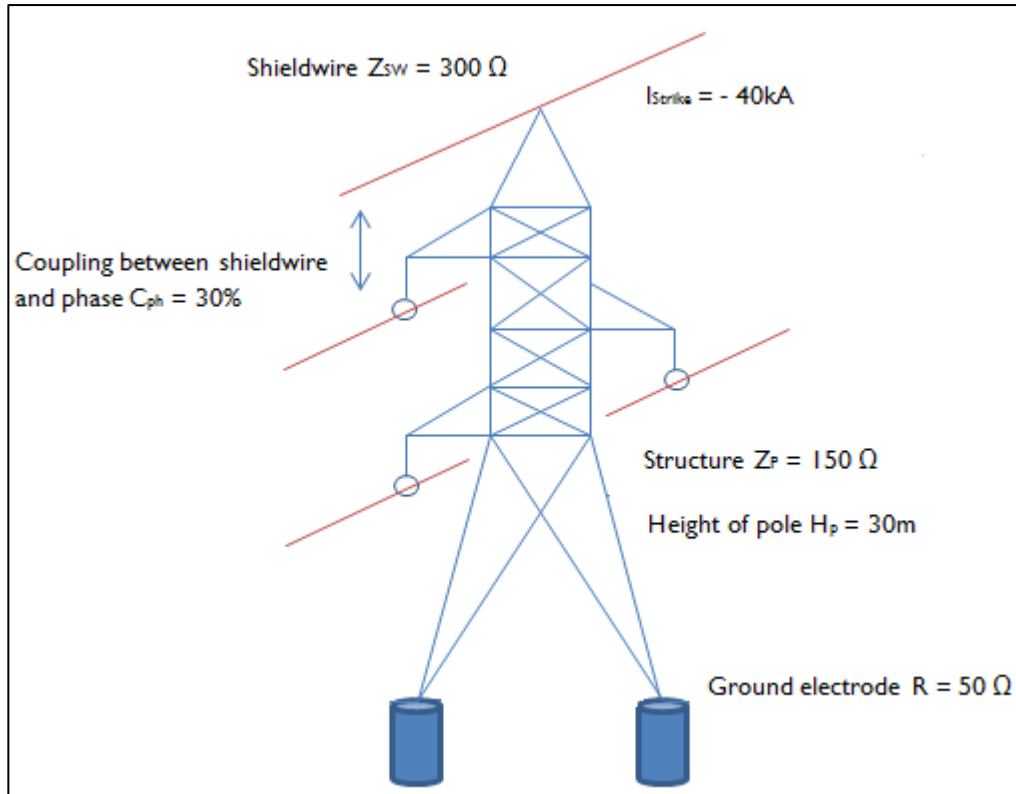 Shieldwire Zsw = 300 Ω
IStrike = - 40kA
Coupling between shieldwire
and phase Cph = 30%
Structure ZP = 150 Ω
Height of pole Hp = 30m
Ground electrode R = 50 Ω